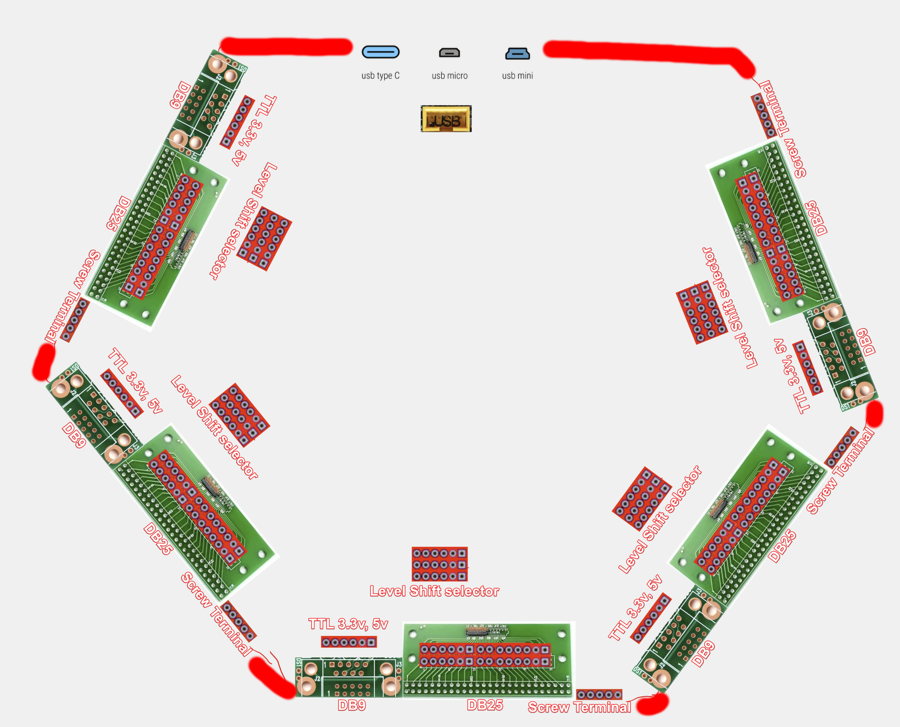 usb type C
usb micro
usb mini
USB
DB9
TTL 3.3v, 5v
Screw Terminal
DB25
Level Shift selector
DB25
Level Shift selector
Screw Terminal
TTL 3.3v, 5v
DB9
TTL 3.3v, 5v
DB9
Level Shift selector
Screw Terminal
Level Shift selector
DB25
DB25
Level Shift selector
Screw Terminal
TTL 3.3v, 5v
TTL 3.3v, 5v
DB9
DB9
DB25
Screw Terminal